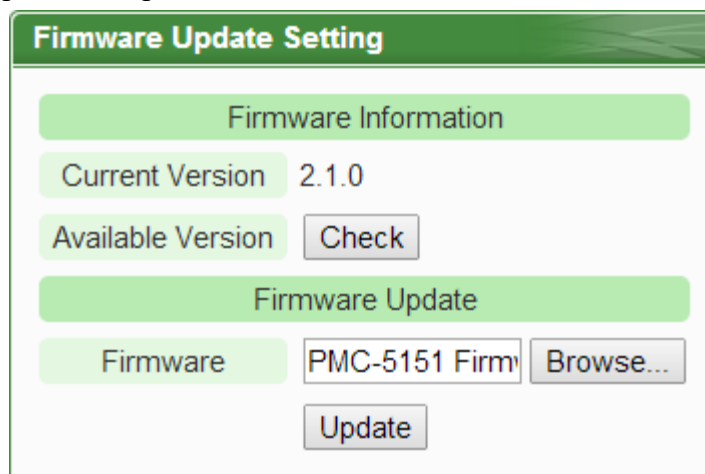 Firmware Update Setting
Firmware Information
Current Version 2.1.0
Available Version Check
Firmware Update
Firmware PMC-5151 Browse...
Update